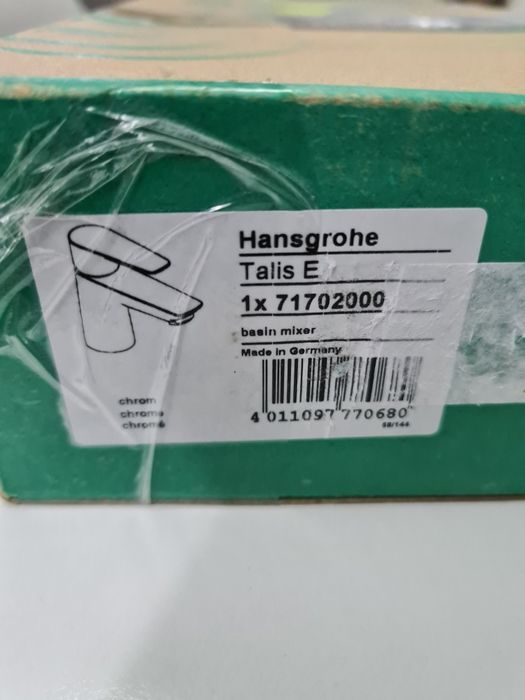 Hansgrohe
Talis E
1x 71702000
basin mixer
Made in Germany
chrom
chrome
chromé
4 011097 770680